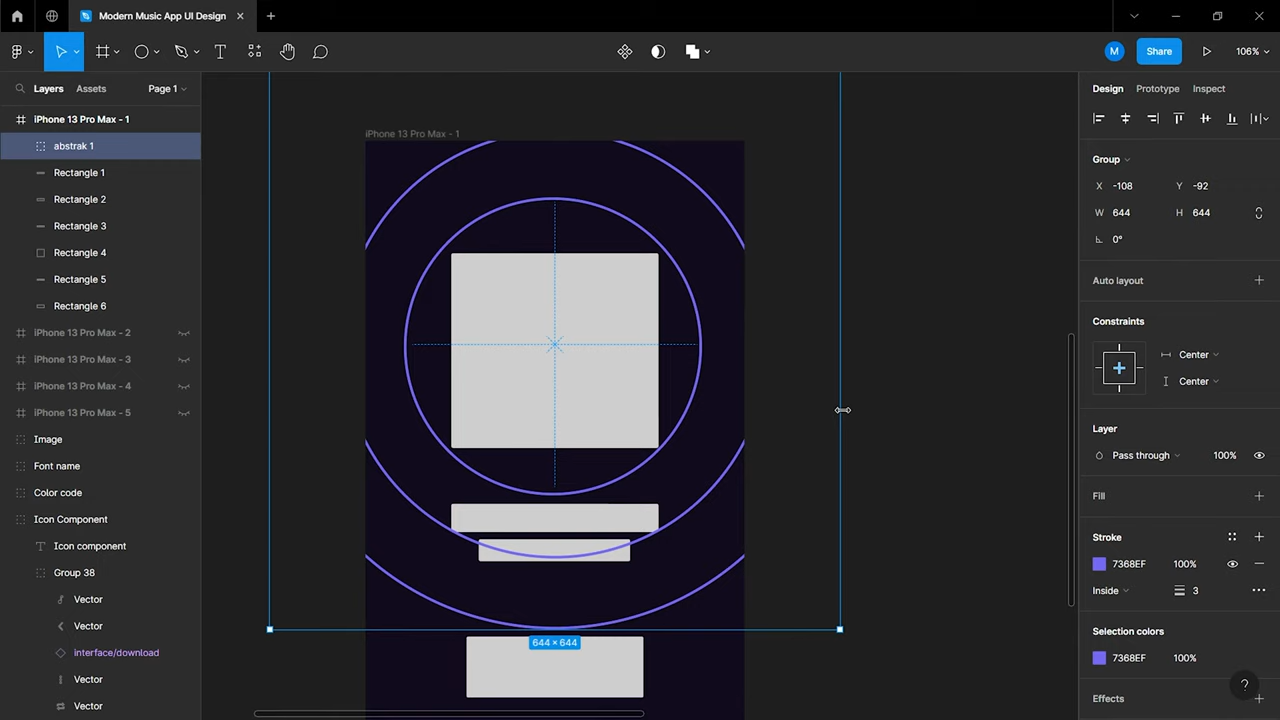 Modern Music App UI Design
M
Share
106%
Layers
Assets
Page 1
iPhone 13 Pro Max - 1
abstrak 1
Rectangle 1
Rectangle 2
Rectangle 3
Rectangle 4
Rectangle 5
Rectangle 6
iPhone 13 Pro Max - 2
iPhone 13 Pro Max - 3
iPhone 13 Pro Max - 4
iPhone 13 Pro Max - 5
Image
Font name
Color code
Icon Component
Icon component
Group 38
Vector
Vector
interface/download
Vector
Vector
iPhone 13 Pro Max - 1
644 × 644
Design
Prototype
Inspect
Group
X -108
Y -92
W 644
H 644
0°
Auto layout
Constraints
Center
Center
Layer
Pass through
100%
Fill
Stroke
7368EF 100%
Inside
3
Selection colors
7368EF 100%
Effects
?